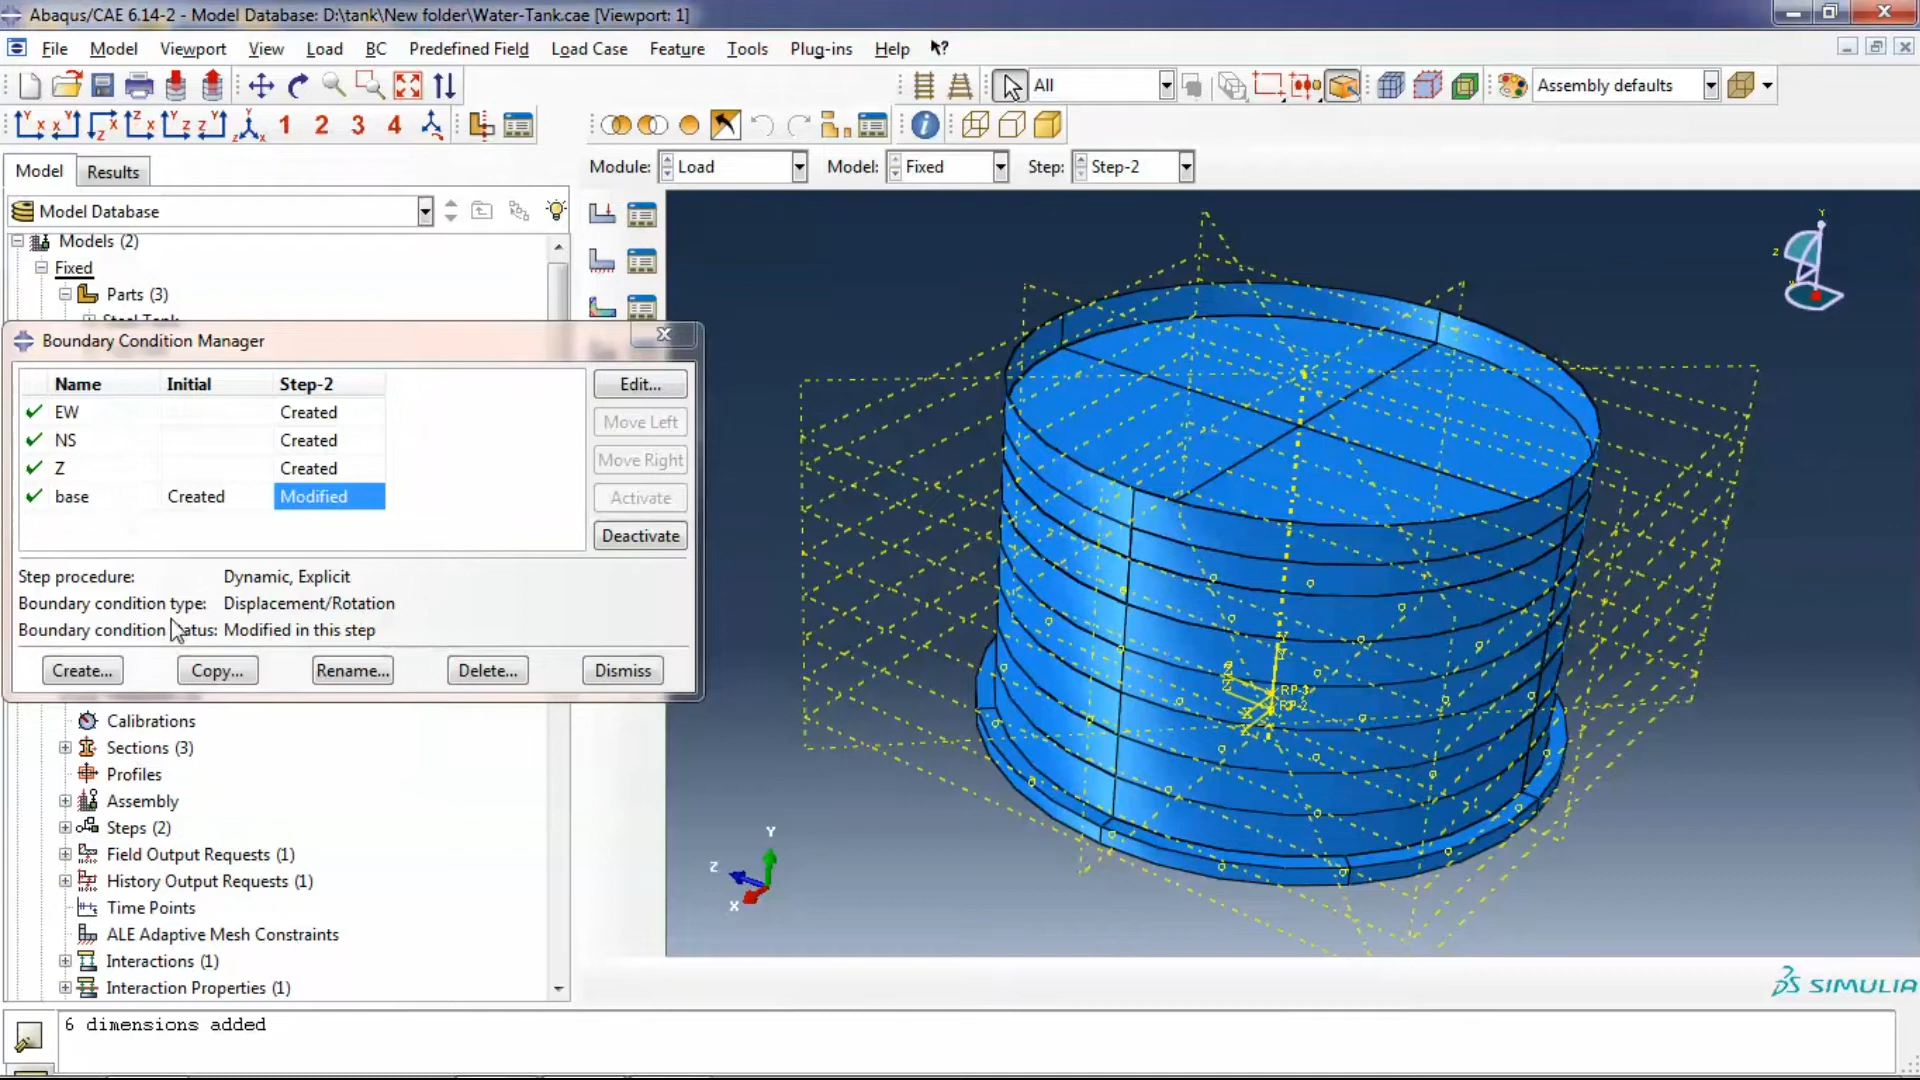 Abaqus/CAE 6.14-2 - Model Database: D:\tank\New folder\Water-Tank.cae [Viewport: 1]
File Model Viewport View Load BC Predefined Field Load Case Feature Tools Plug-ins Help
All Assembly defaults
1 2 3 4
Model Results
Module: Load Model: Fixed Step: Step-2
Model Database
Models (2)
Fixed
Parts (3)
Steel Tank
Boundary Condition Manager
Name Initial Step-2
EW Created
NS Created
Z Created
base Created Modified
Edit...
Move Left
Move Right
Activate
Deactivate
Step procedure: Dynamic, Explicit
Boundary condition type: Displacement/Rotation
Boundary condition status: Modified in this step
Create... Copy... Rename... Delete... Dismiss
Calibrations
Sections (3)
Profiles
Assembly
Steps (2)
Field Output Requests (1)
History Output Requests (1)
Time Points
ALE Adaptive Mesh Constraints
Interactions (1)
Interaction Properties (1)
RP-3
RP-2
Y
Z
X
SIMULIA
6 dimensions added